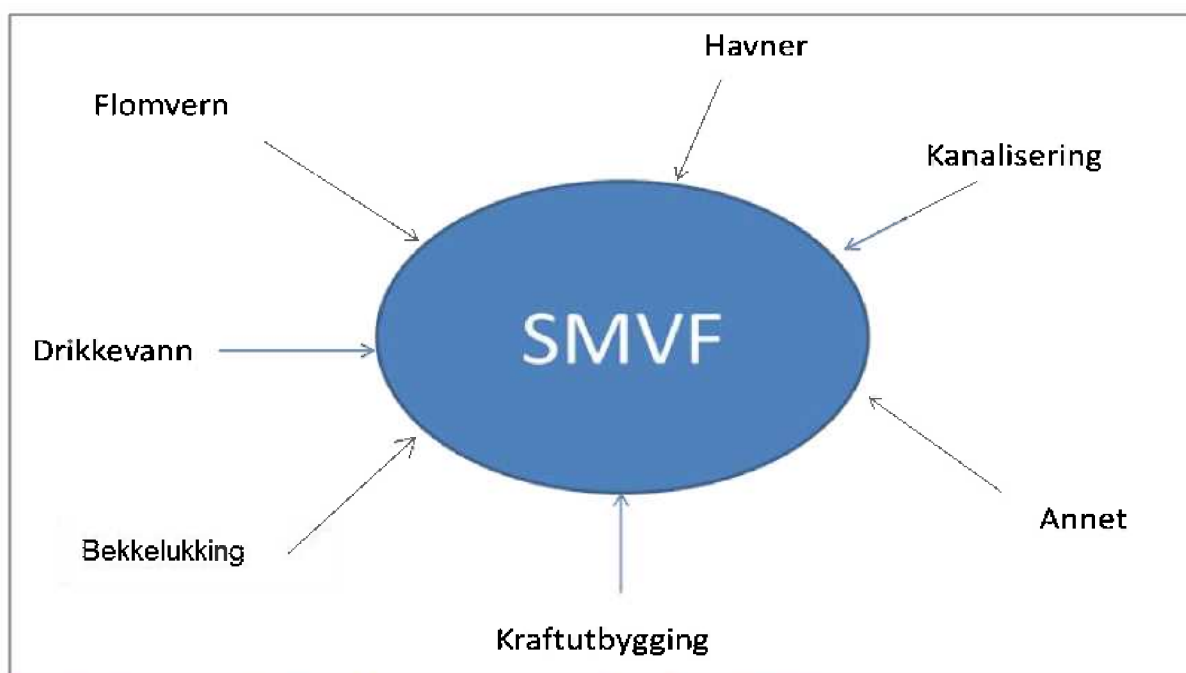 Havner
Flomvern
Kanalisering
SMVF
Drikkevann
Annet
Bekkelukking
Kraftutbygging